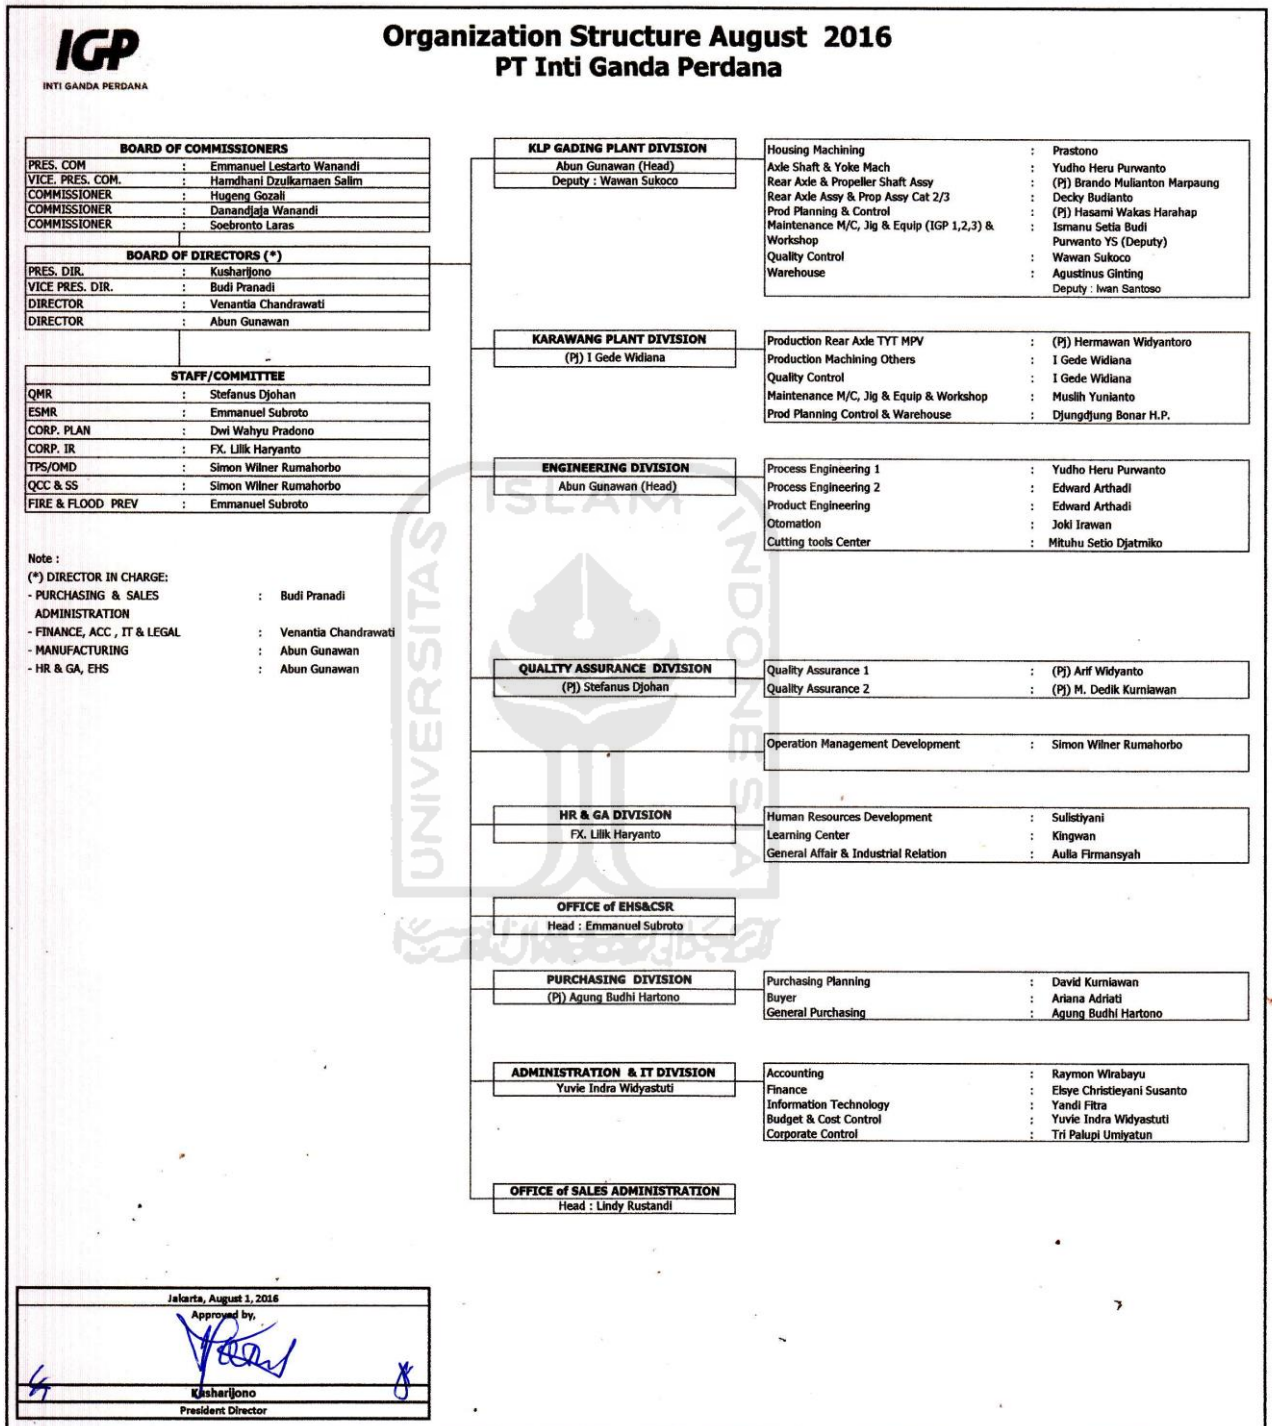 IGP
INTI GANDA PERDANA
Organization Structure August 2016
PT Inti Ganda Perdana
BOARD OF COMMISSIONERS
PRES. COM : Emmanuel Lestarto Wanandi
VICE. PRES. COM. : Hamdhani Dzulkarnaen Salim
COMMISSIONER : Hugeng Gozali
COMMISSIONER : Danandjaja Wanandi
COMMISSIONER : Soebronto Laras
BOARD OF DIRECTORS (*)
PRES. DIR. : Kusharijono
VICE PRES. DIR. : Budi Pranadi
DIRECTOR : Venantia Chandrawati
DIRECTOR : Abun Gunawan
STAFF/COMMITTEE
QMR : Stefanus Djohan
ESMR : Emmanuel Subroto
CORP. PLAN : Dwi Wahyu Pradono
CORP. IR : FX. Lilik Haryanto
TPS/OMD : Simon Wilner Rumahorbo
QCC & SS : Simon Wilner Rumahorbo
FIRE & FLOOD PREV : Emmanuel Subroto
Note :
(*) DIRECTOR IN CHARGE:
- PURCHASING & SALES : Budi Pranadi
ADMINISTRATION
- FINANCE, ACC , IT & LEGAL : Venantia Chandrawati
- MANUFACTURING : Abun Gunawan
- HR & GA, EHS : Abun Gunawan
KLP GADING PLANT DIVISION
Abun Gunawan (Head)
Deputy : Wawan Sukoco
Housing Machining : Prastono
Axle Shaft & Yoke Mach : Yudho Heru Purwanto
Rear Axle & Propeller Shaft Assy : (Pj) Brando Mulianton Marpaung
Rear Axle Assy & Prop Assy Cat 2/3 : Decky Budianto
Prod Planning & Control : (Pj) Hasami Wakas Harahap
Maintenance M/C, Jig & Equip (IGP 1,2,3) & : Ismanu Setia Budi
Workshop Purwanto YS (Deputy)
Quality Control : Wawan Sukoco
Warehouse : Agustinus Ginting
Deputy : Iwan Santoso
KARAWANG PLANT DIVISION
(Pj) I Gede Widiana
Production Rear Axle TYT MPV : (Pj) Hermawan Widyantoro
Production Machining Others : I Gede Widiana
Quality Control : I Gede Widiana
Maintenance M/C, Jig & Equip & Workshop : Muslih Yunianto
Prod Planning Control & Warehouse : Djungdjung Bonar H.P.
ENGINEERING DIVISION
Abun Gunawan (Head)
Process Engineering 1 : Yudho Heru Purwanto
Process Engineering 2 : Edward Arthadi
Product Engineering : Edward Arthadi
Otomation : Joki Irawan
Cutting tools Center : Mituhu Setio Djatmiko
QUALITY ASSURANCE DIVISION
(Pj) Stefanus Djohan
Quality Assurance 1 : (Pj) Arif Widyanto
Quality Assurance 2 : (Pj) M. Dedik Kurniawan
Operation Management Development : Simon Wilner Rumahorbo
HR & GA DIVISION
FX. Lilik Haryanto
Human Resources Development : Sulistiyani
Learning Center : Kingwan
General Affair & Industrial Relation : Aulia Firmansyah
OFFICE of EHS&CSR
Head : Emmanuel Subroto
PURCHASING DIVISION
(Pj) Agung Budhi Hartono
Purchasing Planning : David Kurniawan
Buyer : Ariana Adriati
General Purchasing : Agung Budhi Hartono
ADMINISTRATION & IT DIVISION
Yuvie Indra Widyastuti
Accounting : Raymon Wirabayu
Finance : Elsye Christieyani Susanto
Information Technology : Yandi Fitra
Budget & Cost Control : Yuvie Indra Widyastuti
Corporate Control : Tri Palupi Umiyatun
OFFICE of SALES ADMINISTRATION
Head : Lindy Rustandi
UNIVERSITAS ISLAM INDONESIA
Jakarta, August 1, 2016
Approved by,
Kusharijono
President Director